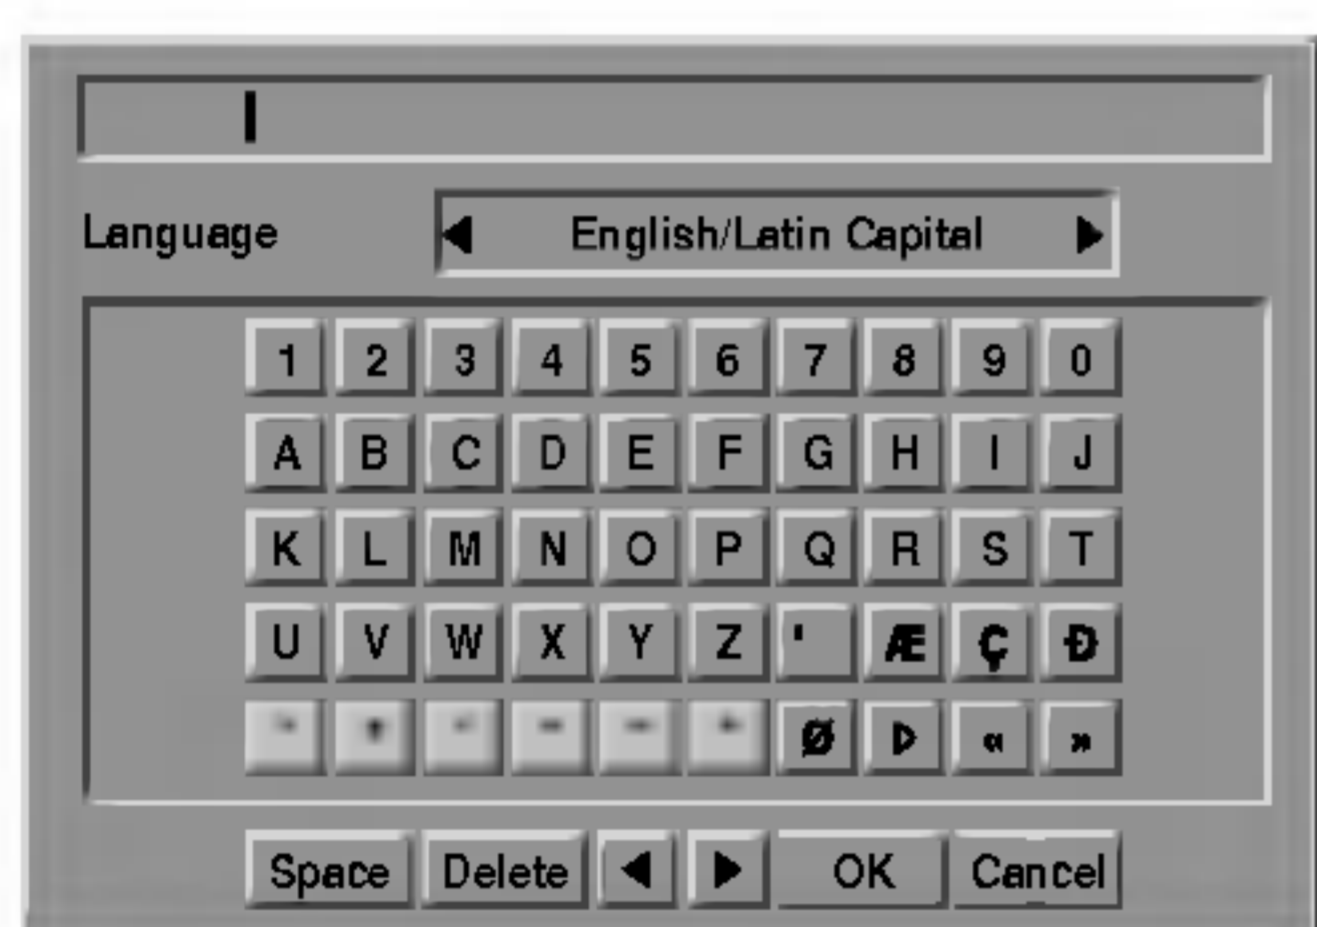 Language ◀ English/Latin Capital ▶
1 2 3 4 5 6 7 8 9 0
A B C D E F G H I J
K L M N O P Q R S T
U V W X Y Z ' Æ Ç Đ
Ø Þ « »
Space Delete ◀ ▶ OK Cancel